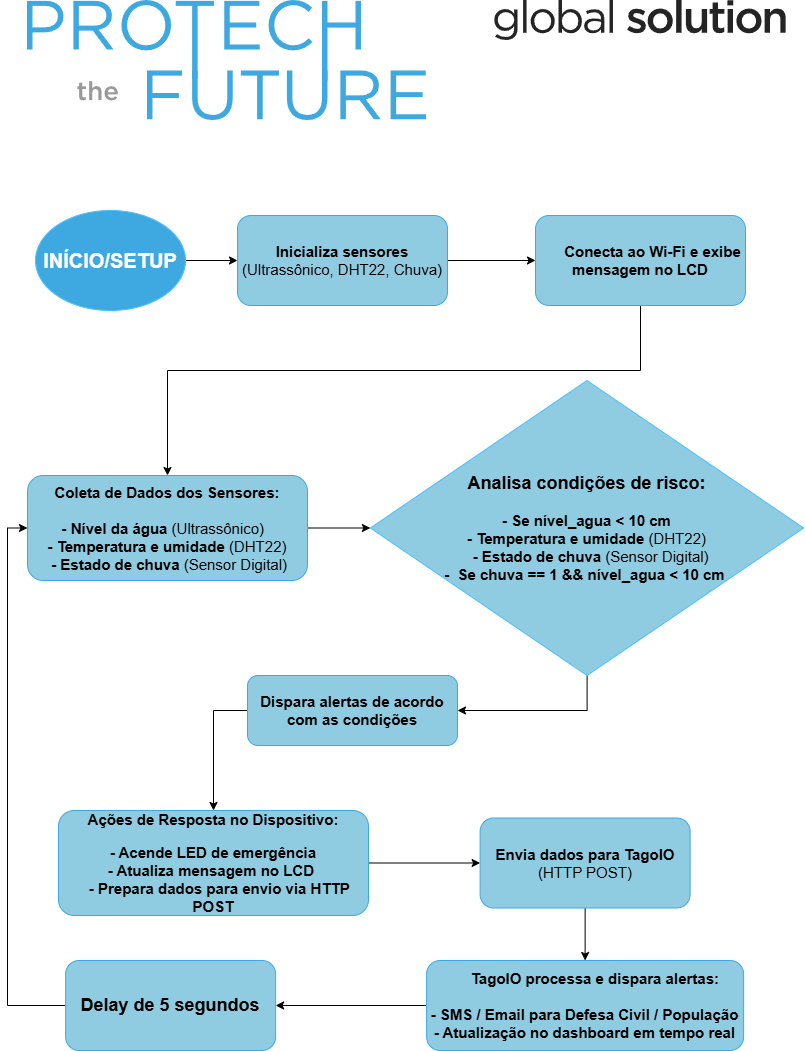 PROTECH
the FUTURE
global solution
INÍCIO/SETUP
Inicializa sensores
(Ultrassônico, DHT22, Chuva)
Conecta ao Wi-Fi e exibe
mensagem no LCD
Coleta de Dados dos Sensores:
- Nível da água (Ultrassônico)
- Temperatura e umidade (DHT22)
- Estado de chuva (Sensor Digital)
Analisa condições de risco:
- Se nível_agua < 10 cm
- Temperatura e umidade (DHT22)
- Estado de chuva (Sensor Digital)
- Se chuva == 1 && nível_agua < 10 cm
Dispara alertas de acordo
com as condições
Ações de Resposta no Dispositivo:
- Acende LED de emergência
- Atualiza mensagem no LCD
- Prepara dados para envio via HTTP
POST
Envia dados para TagoIO
(HTTP POST)
TagoIO processa e dispara alertas:
- SMS / Email para Defesa Civil / População
- Atualização no dashboard em tempo real
Delay de 5 segundos